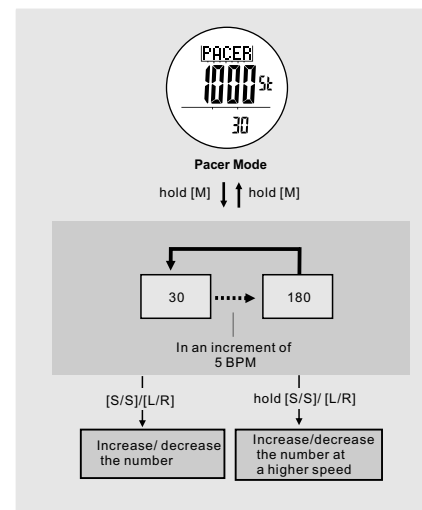 PACER
1000 St
30
Pacer Mode
hold [M] hold [M]
30 180
In an increment of
5 BPM
[S/S]/[L/R] hold [S/S]/ [L/R]
Increase/ decrease
the number
Increase/decrease
the number at
a higher speed